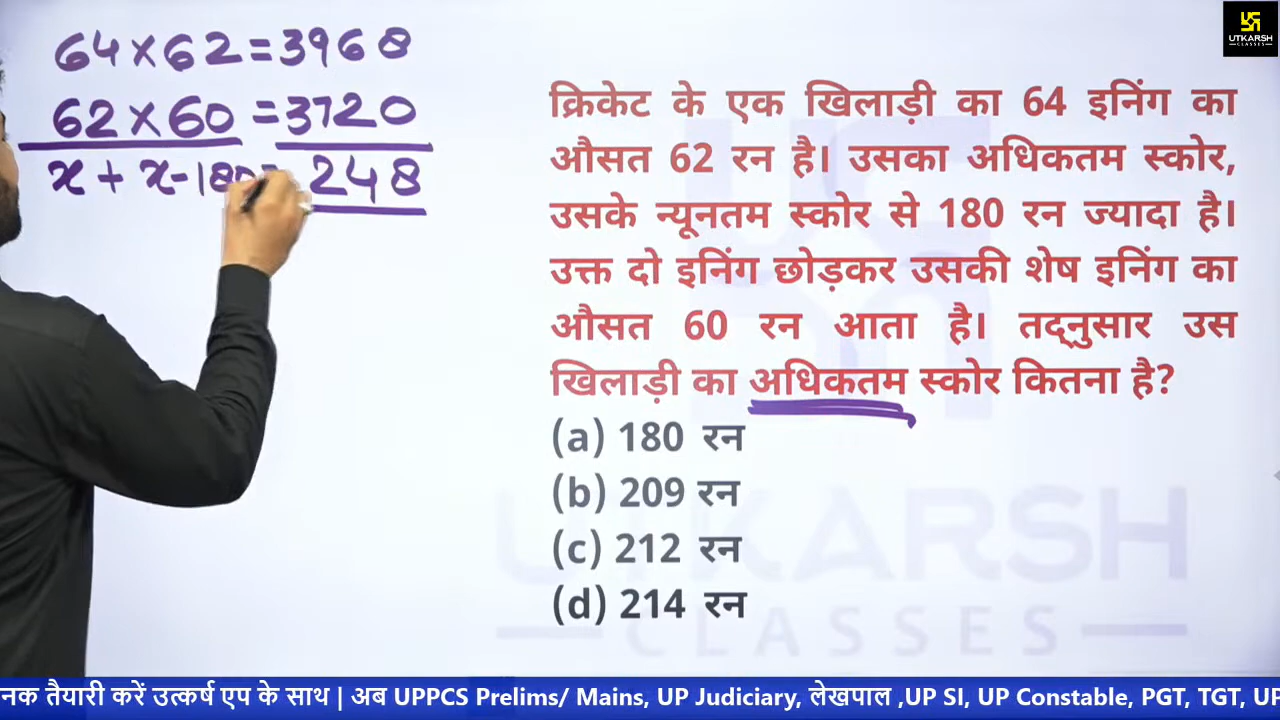 64×62=3968
62×60=3720
x + x-180= 248
UTKARSH
CLASSES
क्रिकेट के एक खिलाड़ी का 64 इनिंग का
औसत 62 रन है। उसका अधिकतम स्कोर,
उसके न्यूनतम स्कोर से 180 रन ज्यादा है।
उक्त दो इनिंग छोड़कर उसकी शेष इनिंग का
औसत 60 रन आता है। तद्नुसार उस
खिलाड़ी का अधिकतम स्कोर कितना है?
(a) 180 रन
(b) 209 रन
(c) 212 रन
(d) 214 रन
UTKARSH
CLASSES
नक तैयारी करें उत्कर्ष एप के साथ | अब UPPCS Prelims/ Mains, UP Judiciary, लेखपाल ,UP SI, UP Constable, PGT, TGT, UP